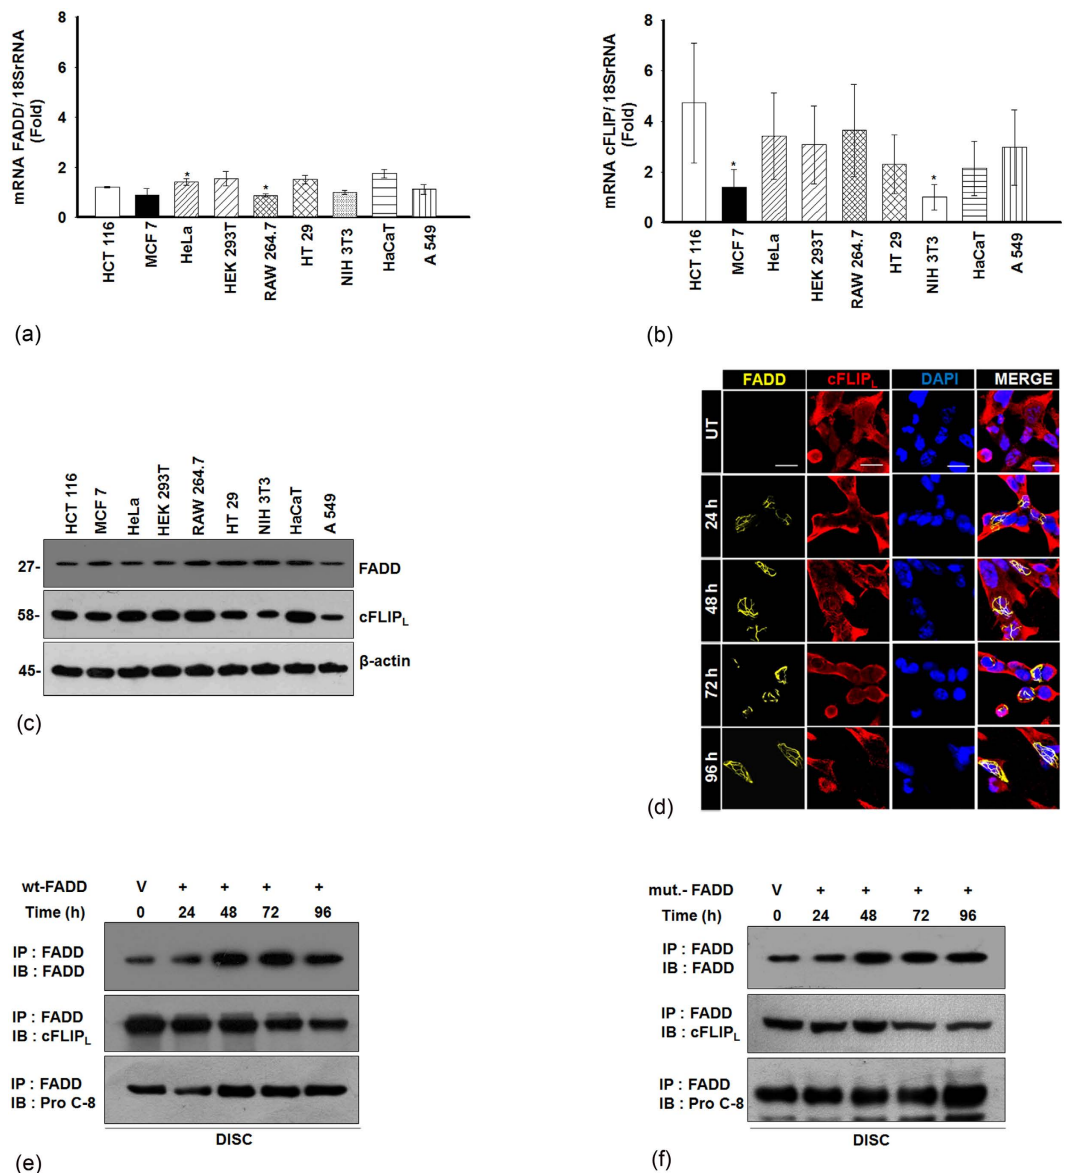 mRNA FADD/ 18SrRNA
(Fold)
8
6
4
2
0
HCT 116
MCF 7
HeLa
HEK 293T
RAW 264.7
HT 29
NIH 3T3
HaCaT
A 549
*
*
(a)
mRNA cFLIP/ 18SrRNA
(Fold)
8
6
4
2
0
HCT 116
MCF 7
HeLa
HEK 293T
RAW 264.7
HT 29
NIH 3T3
HaCaT
A 549
*
*
(b)
HCT 116
MCF 7
HeLa
HEK 293T
RAW 264.7
HT 29
NIH 3T3
HaCaT
A 549
27-
FADD
58-
cFLIPL
45-
β-actin
(c)
FADD
cFLIPL
DAPI
MERGE
UT
24 h
48 h
72 h
96 h
(d)
wt-FADD V + + + +
Time (h) 0 24 48 72 96
IP : FADD
IB : FADD
IP : FADD
IB : cFLIPL
IP : FADD
IB : Pro C-8
DISC
(e)
mut.- FADD V + + + +
Time (h) 0 24 48 72 96
IP : FADD
IB : FADD
IP : FADD
IB : cFLIPL
IP : FADD
IB : Pro C-8
DISC
(f)